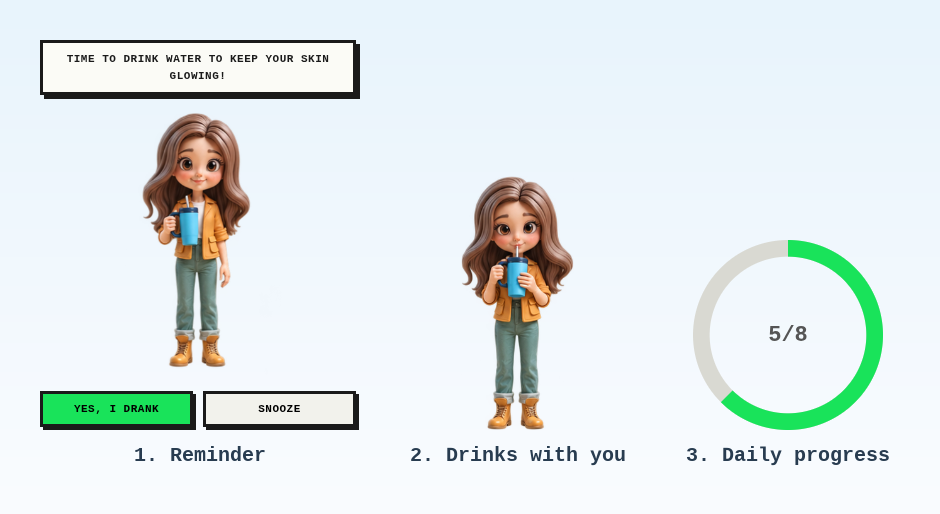 TIME TO DRINK WATER TO KEEP YOUR SKIN
GLOWING!
YES, I DRANK
SNOOZE
1. Reminder
2. Drinks with you
5/8
3. Daily progress